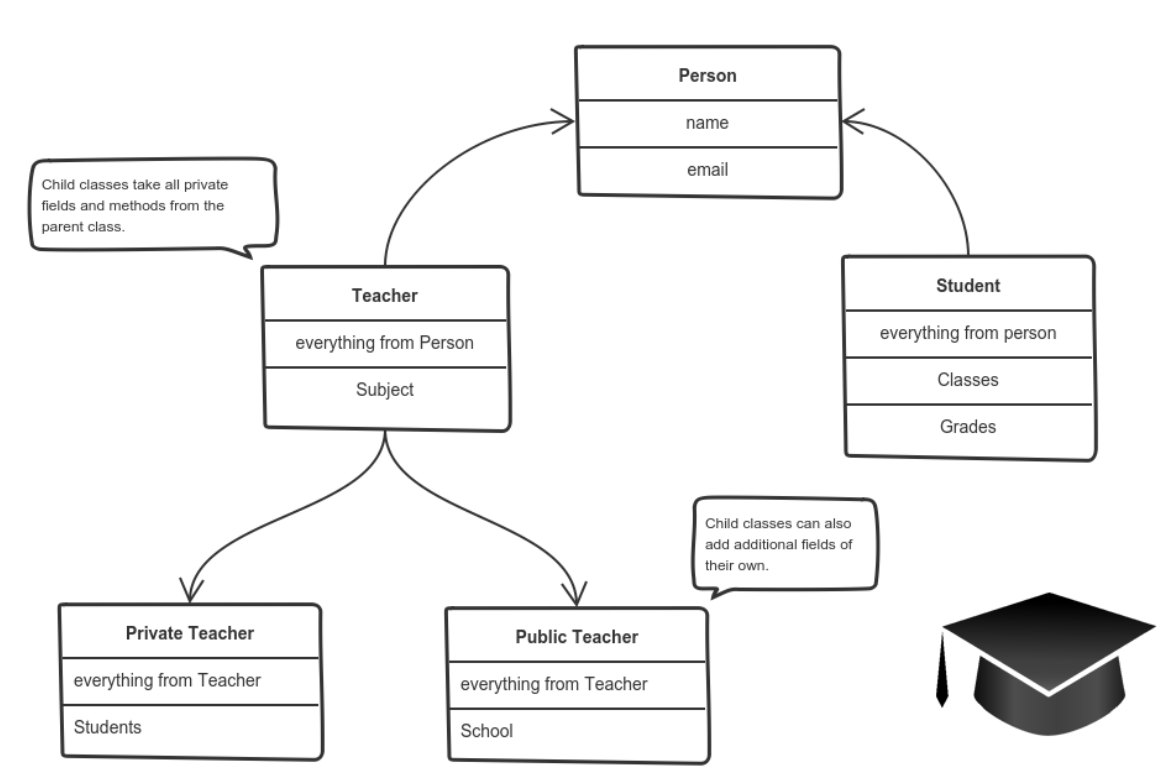 Person
name
email
Child classes take all private
fields and methods from the
parent class.
Teacher
everything from Person
Subject
Student
everything from person
Classes
Grades
Child classes can also
add additional fields of
their own.
Private Teacher
everything from Teacher
Students
Public Teacher
everything from Teacher
School